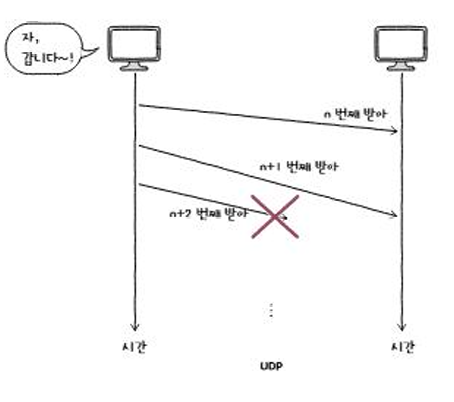 자,
갑니다~!
n 번째 받아
n+1 번째 받아
n+2 번째 받아
시간
시간
UDP